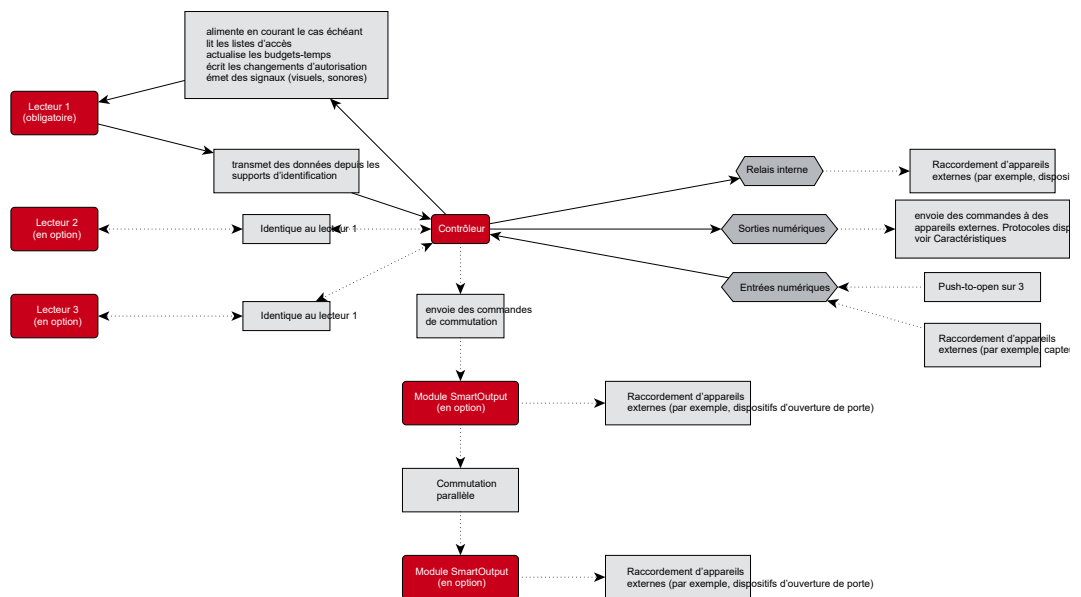 alimente en courant le cas échéant
lit les listes d'accès
actualise les budgets-temps
écrit les changements d'autorisation
émet des signaux (visuels, sonores)
Lecteur 1
(obligatoire)
transmet des données depuis les
supports d'identification
Relais interne
Raccordement d'appareils
externes (par exemple,
Lecteur 2
(en option)
Identique au lecteur 1
Contrôleur
Sorties numériques
envoie des commandes à des
appareils externes. Protocoles
voir Caractéristiques
Entrées numériques
Push-to-open sur 3
Lecteur 3
(en option)
Identique au lecteur 1
envoie des commandes
de commutation
Raccordement d'appareils
externes (par exemple,
Module SmartOutput
(en option)
Raccordement d'appareils
externes (par exemple, dispositifs d'ouverture de porte)
Commutation
parallèle
Module SmartOutput
(en option)
Raccordement d'appareils
externes (par exemple, dispositifs d'ouverture de porte)